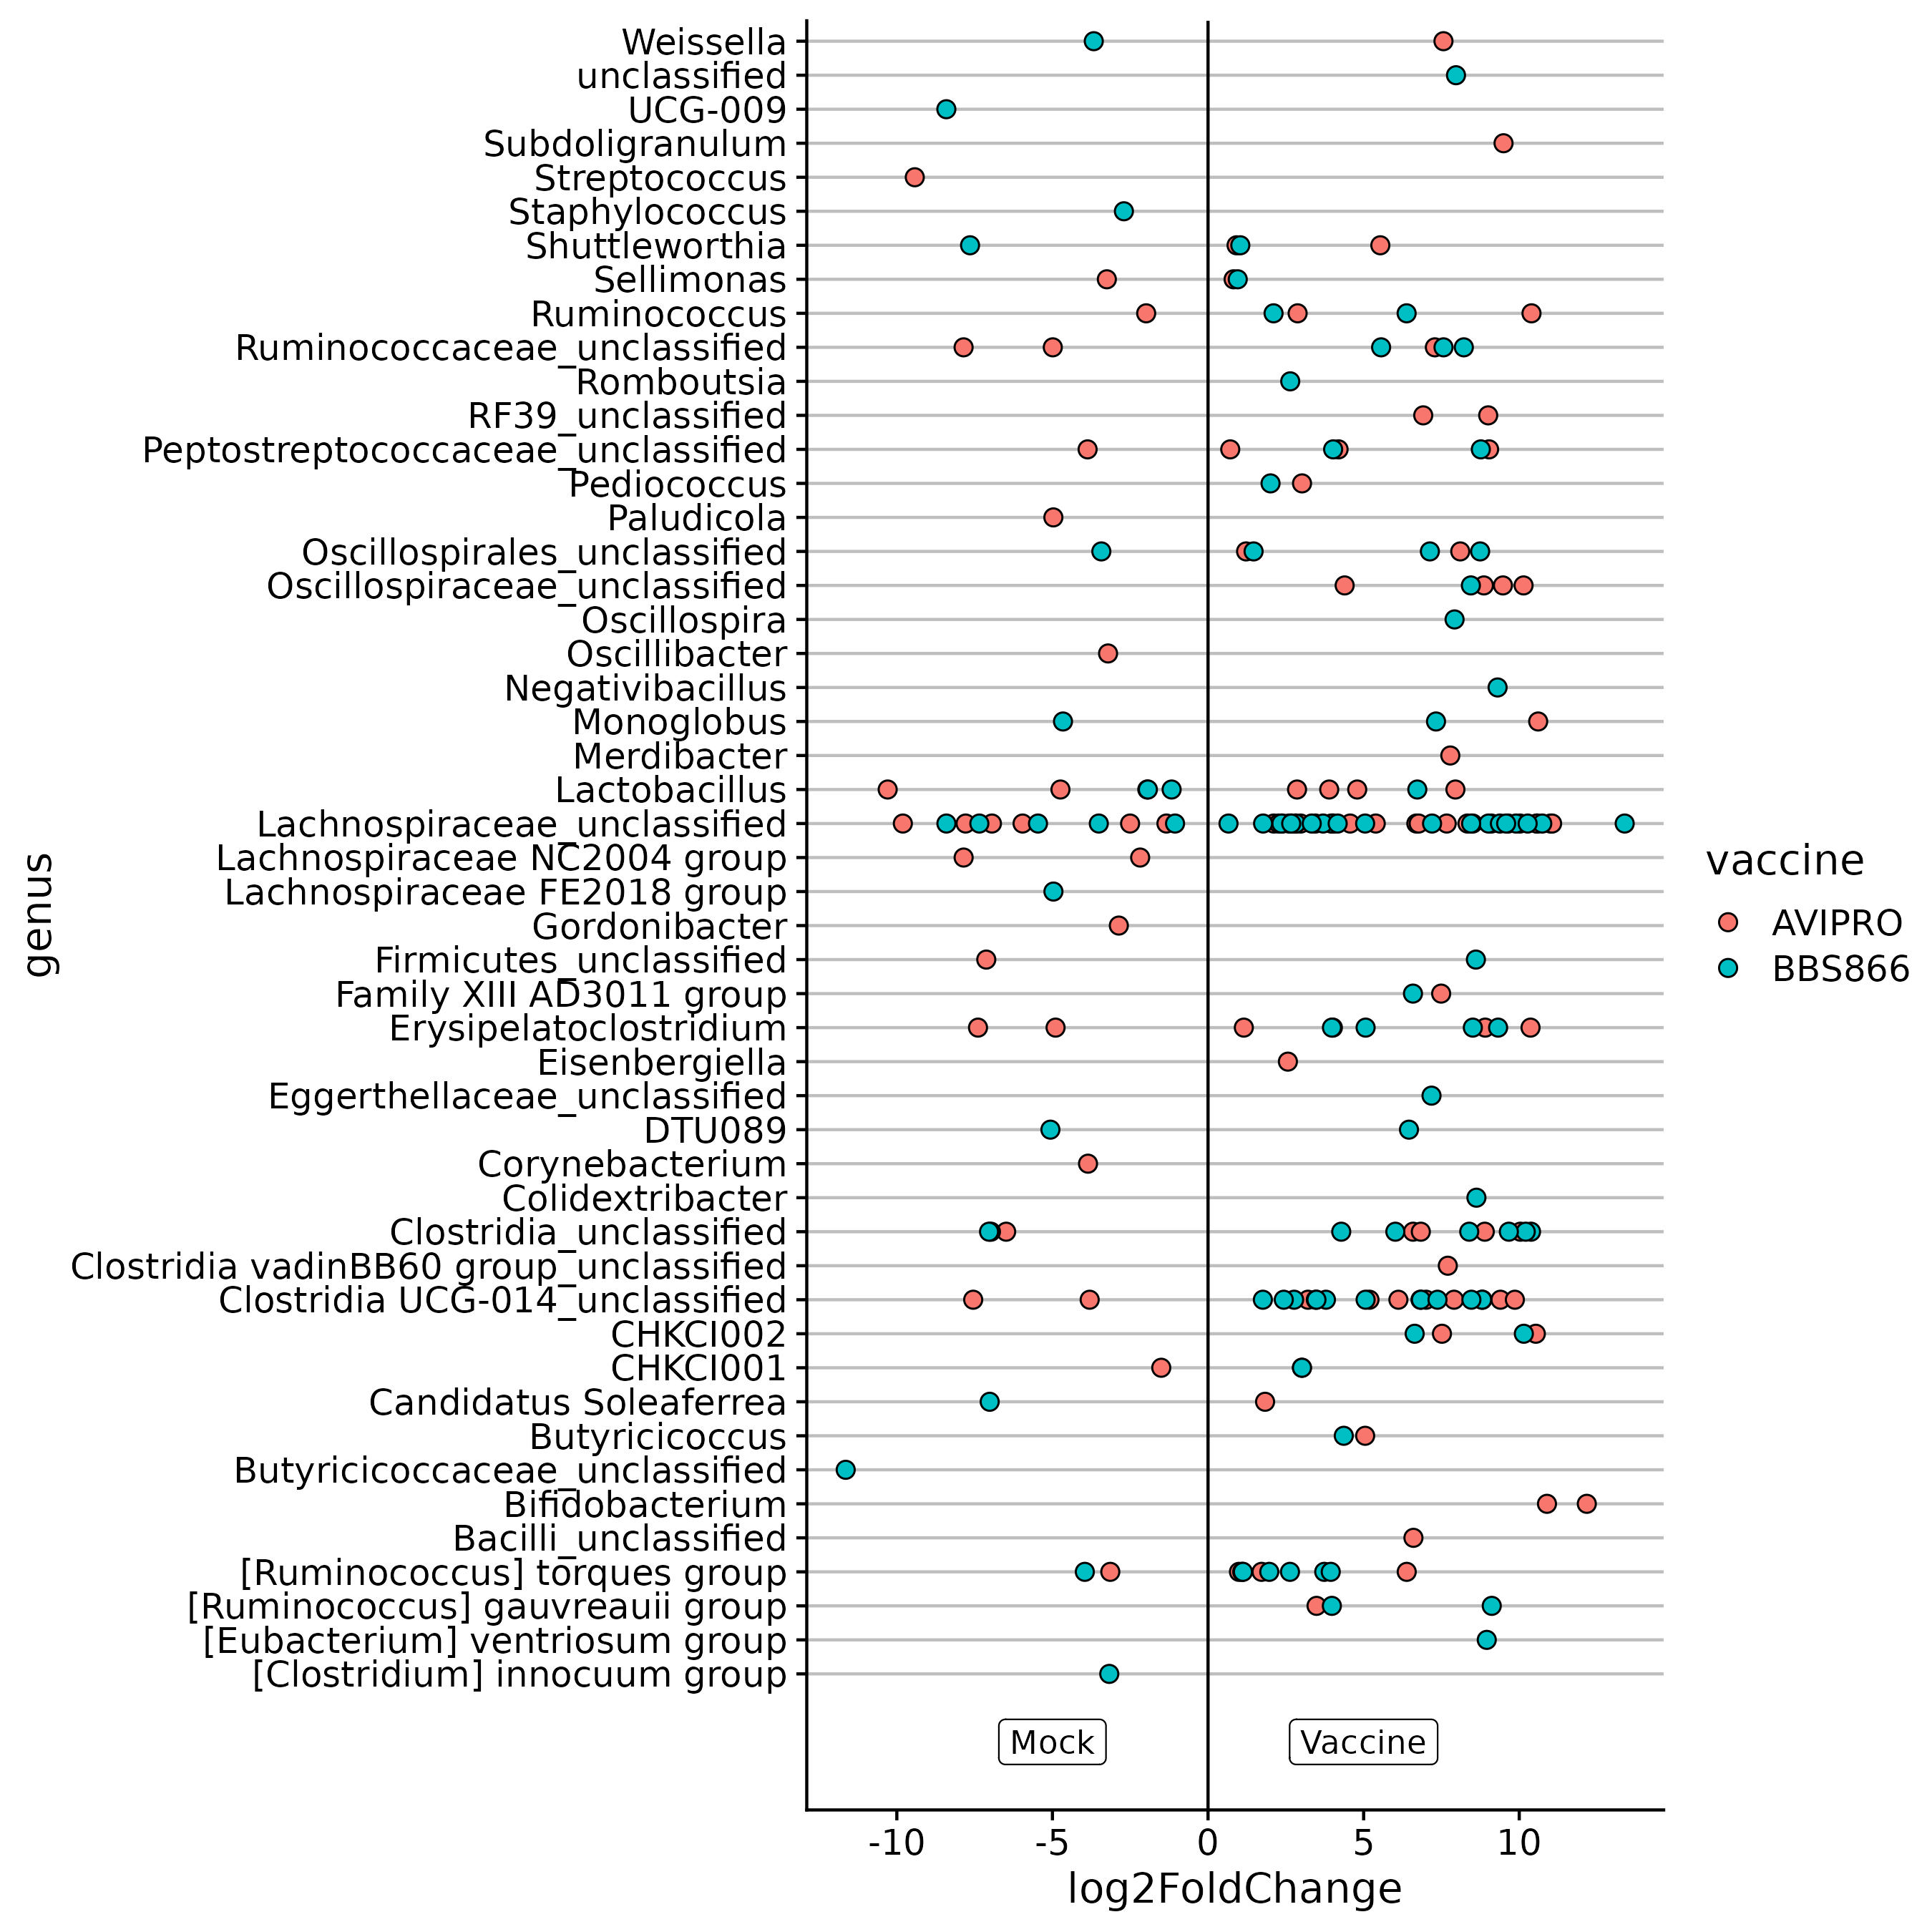 Weissella
unclassified
UCG-009
Subdoligranulum
Streptococcus
Staphylococcus
Shuttleworthia
Sellimonas
Ruminococcus
Ruminococcaceae_unclassified
Romboutsia
RF39_unclassified
Peptostreptococcaceae_unclassified
Pediococcus
Paludicola
Oscillospirales_unclassified
Oscillospiraceae_unclassified
Oscillospira
Oscillibacter
Negativibacillus
Monoglobus
Merdibacter
Lactobacillus
Lachnospiraceae_unclassified
Lachnospiraceae NC2004 group
Lachnospiraceae FE2018 group
Gordonibacter
Firmicutes_unclassified
Family XIII AD3011 group
Erysipelatoclostridium
Eisenbergiella
Eggerthellaceae_unclassified
DTU089
Corynebacterium
Colidextribacter
Clostridia_unclassified
Clostridia vadinBB60 group_unclassified
Clostridia UCG-014_unclassified
CHKCI002
CHKCI001
Candidatus Soleaferrea
Butyricicoccus
Butyricicoccaceae_unclassified
Bifidobacterium
Bacilli_unclassified
[Ruminococcus] torques group
[Ruminococcus] gauvreauii group
[Eubacterium] ventriosum group
[Clostridium] innocuum group
genus
Mock Vaccine
-10 -5 0 5 10
log2FoldChange
vaccine
AVIPRO
BBS866